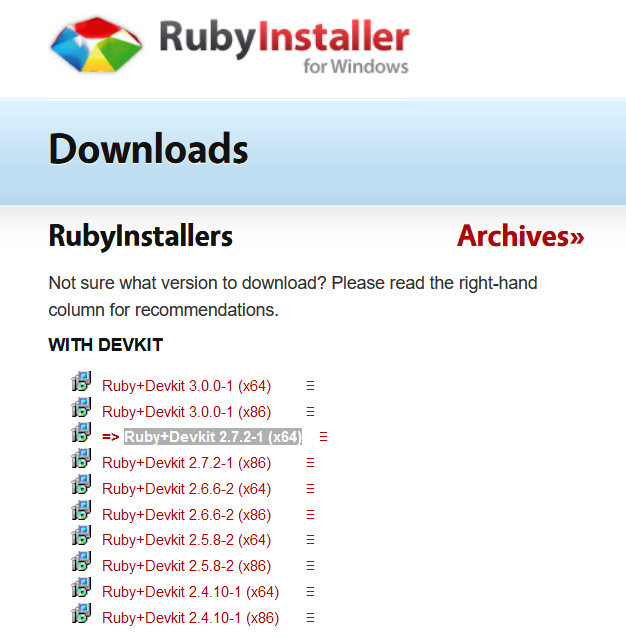 RubyInstaller
for Windows
Downloads
RubyInstallers Archives»
Not sure what version to download? Please read the right-hand
column for recommendations.
WITH DEVKIT
Ruby+Devkit 3.0.0-1 (x64)
Ruby+Devkit 3.0.0-1 (x86)
=> Ruby+Devkit 2.7.2-1 (x64)
Ruby+Devkit 2.7.2-1 (x86)
Ruby+Devkit 2.6.6-2 (x64)
Ruby+Devkit 2.6.6-2 (x86)
Ruby+Devkit 2.5.8-2 (x64)
Ruby+Devkit 2.5.8-2 (x86)
Ruby+Devkit 2.4.10-1 (x64)
Ruby+Devkit 2.4.10-1 (x86)